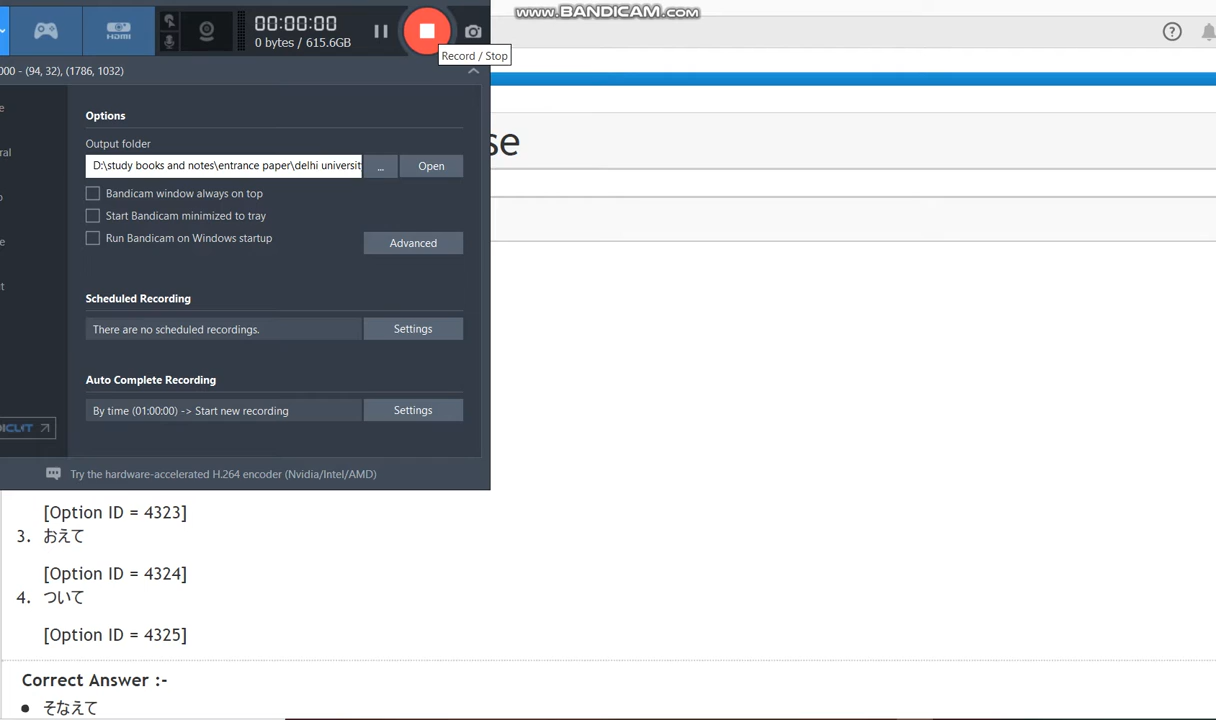 www.BANDICAM.com
00:00:00
0 bytes / 615.6GB
HDMI
Record / Stop
000 - (94, 32), (1786, 1032)
Options
Output folder
D:\study books and notes\entrance paper\delhi universit
...
Open
Bandicam window always on top
Start Bandicam minimized to tray
Run Bandicam on Windows startup
Advanced
Scheduled Recording
There are no scheduled recordings.
Settings
Auto Complete Recording
By time (01:00:00) -> Start new recording
Settings
Try the hardware-accelerated H.264 encoder (Nvidia/Intel/AMD)
se
[Option ID = 4323]
3. おえて
[Option ID = 4324]
4. ついて
[Option ID = 4325]
Correct Answer :-
• そなえて